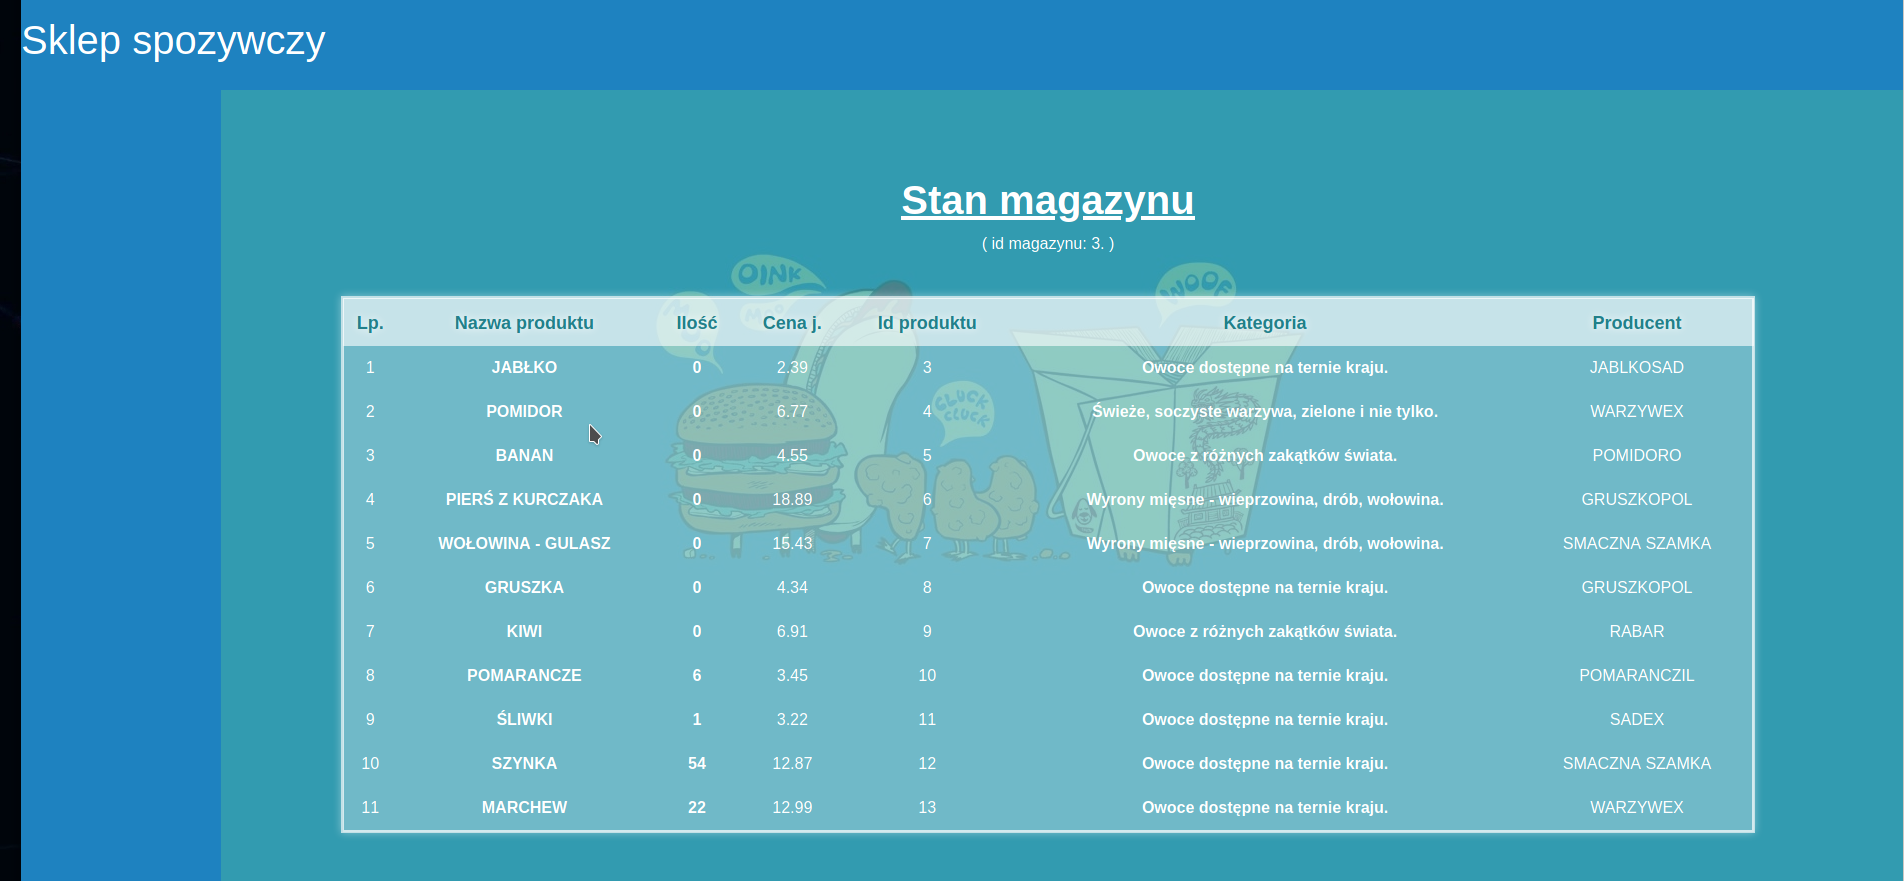 Sklep spozywczy
Stan magazynu
( id magazynu: 3. )
OINK
WOOF
MOO
Lp. Nazwa produktu Ilość Cena j. Id produktu Kategoria Producent
1 JABŁKO 0 2.39 3 Owoce dostępne na ternie kraju. JABLKOSAD
CLUCK
CLUCK
2 POMIDOR 0 6.77 4 Świeże, soczyste warzywa, zielone i nie tylko. WARZYWEX
3 BANAN 0 4.55 5 Owoce z różnych zakątków świata. POMIDORO
4 PIERŚ Z KURCZAKA 0 18.89 6 Wyrony mięsne - wieprzowina, drób, wołowina. GRUSZKOPOL
5 WOŁOWINA - GULASZ 0 15.43 7 Wyrony mięsne - wieprzowina, drób, wołowina. SMACZNA SZAMKA
6 GRUSZKA 0 4.34 8 Owoce dostępne na ternie kraju. GRUSZKOPOL
7 KIWI 0 6.91 9 Owoce z różnych zakątków świata. RABAR
8 POMARANCZE 6 3.45 10 Owoce dostępne na ternie kraju. POMARANCZIL
9 ŚLIWKI 1 3.22 11 Owoce dostępne na ternie kraju. SADEX
10 SZYNKA 54 12.87 12 Owoce dostępne na ternie kraju. SMACZNA SZAMKA
11 MARCHEW 22 12.99 13 Owoce dostępne na ternie kraju. WARZYWEX